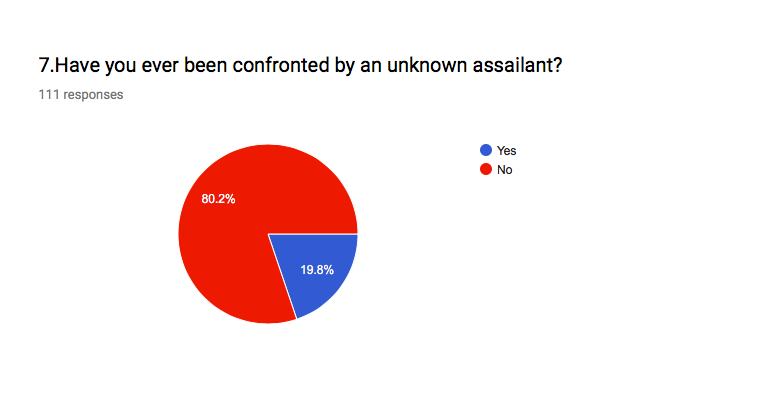 7.Have you ever been confronted by an unknown assailant?
111 responses
Yes
No
80.2%
19.8%